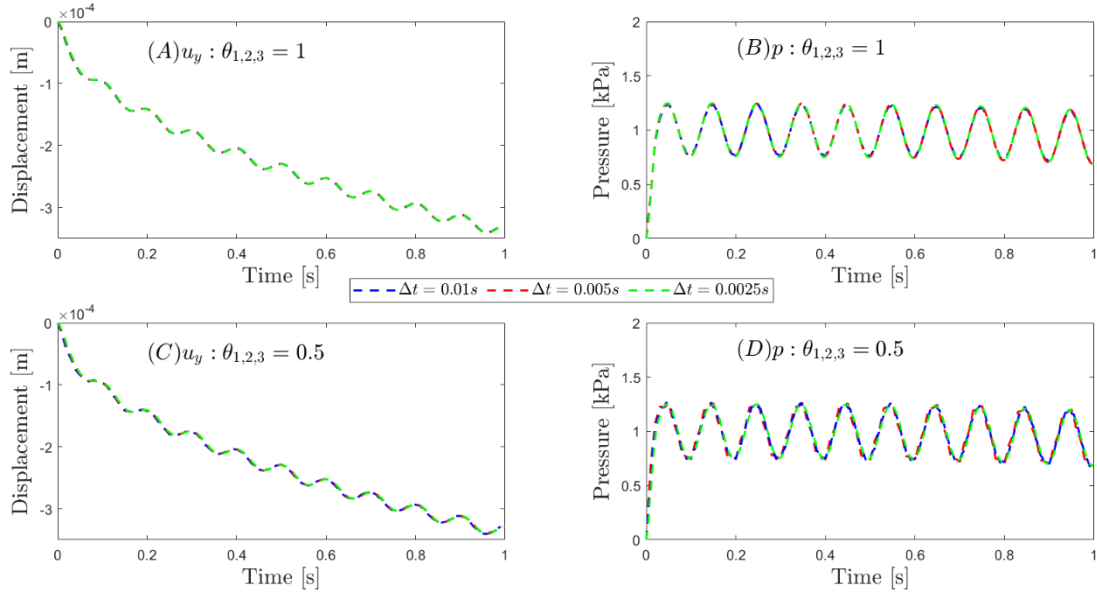 ×10⁻⁴
(A)u_y : θ_{1,2,3} = 1
Displacement [m]
0
-1
-2
-3
0 0.2 0.4 0.6 0.8 1
Time [s]
(B)p : θ_{1,2,3} = 1
Pressure [kPa]
2
1.5
1
0.5
0
0 0.2 0.4 0.6 0.8 1
Time [s]
Δt = 0.01s Δt = 0.005s Δt = 0.0025s
×10⁻⁴
(C)u_y : θ_{1,2,3} = 0.5
Displacement [m]
0
-1
-2
-3
0 0.2 0.4 0.6 0.8 1
Time [s]
(D)p : θ_{1,2,3} = 0.5
Pressure [kPa]
2
1.5
1
0.5
0
0 0.2 0.4 0.6 0.8 1
Time [s]